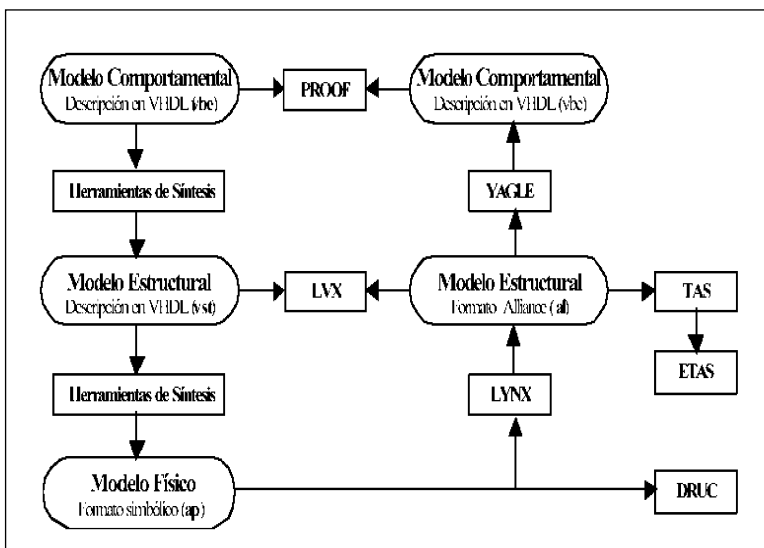 Modelo Comportamental
Descripción en VHDL (vbe)
PROOF
Modelo Comportamental
Descripción en VHDL (vbe)
Herramientas de Síntesis
YAGLE
Modelo Estructural
Descripción en VHDL (vst)
LVX
Modelo Estructural
Formato Alliance (al)
TAS
ETAS
Herramientas de Síntesis
LYNX
Modelo Físico
Formato simbólico (ap)
DRUC